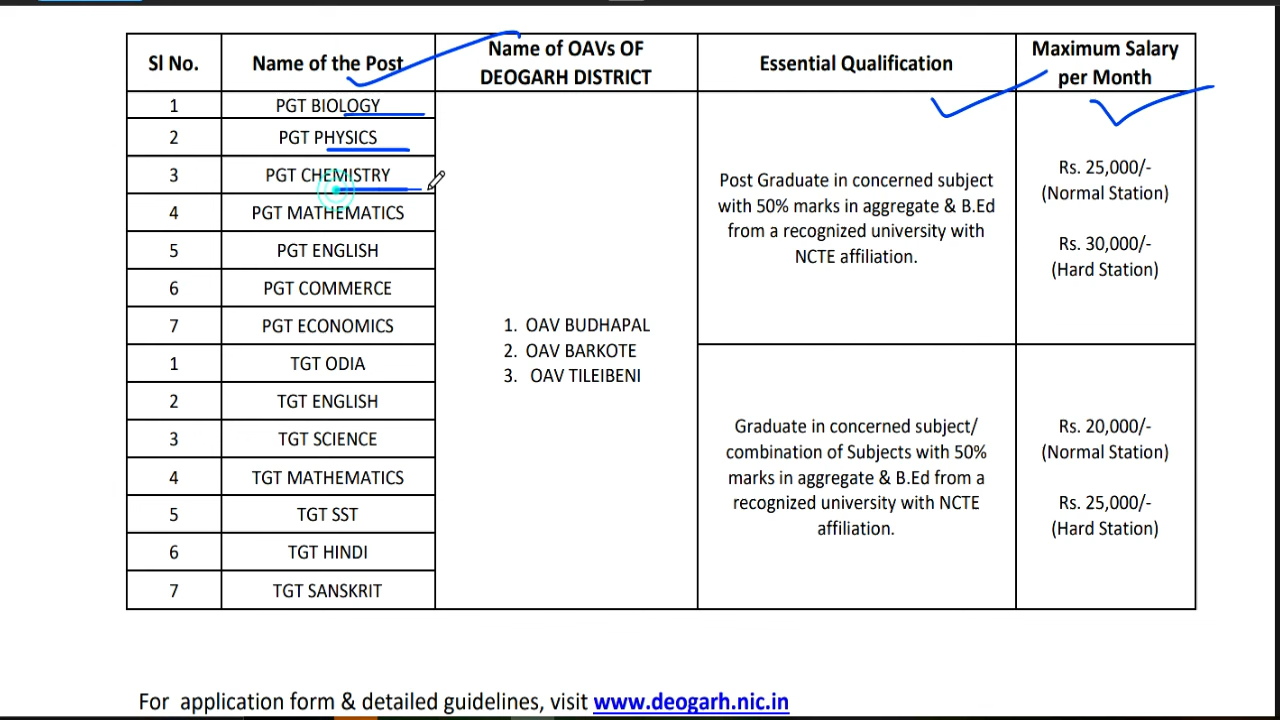 Sl No. Name of the Post Name of OAVs OF DEOGARH DISTRICT Essential Qualification Maximum Salary per Month
1 PGT BIOLOGY
2 PGT PHYSICS
3 PGT CHEMISTRY
4 PGT MATHEMATICS
5 PGT ENGLISH
6 PGT COMMERCE
7 PGT ECONOMICS
1 TGT ODIA
2 TGT ENGLISH
3 TGT SCIENCE
4 TGT MATHEMATICS
5 TGT SST
6 TGT HINDI
7 TGT SANSKRIT
1. OAV BUDHAPAL
2. OAV BARKOTE
3. OAV TILEIBENI
Post Graduate in concerned subject
with 50% marks in aggregate & B.Ed
from a recognized university with
NCTE affiliation.
Rs. 25,000/-
(Normal Station)
Rs. 30,000/-
(Hard Station)
Graduate in concerned subject/
combination of Subjects with 50%
marks in aggregate & B.Ed from a
recognized university with NCTE
affiliation.
Rs. 20,000/-
(Normal Station)
Rs. 25,000/-
(Hard Station)
For application form & detailed guidelines, visit www.deogarh.nic.in